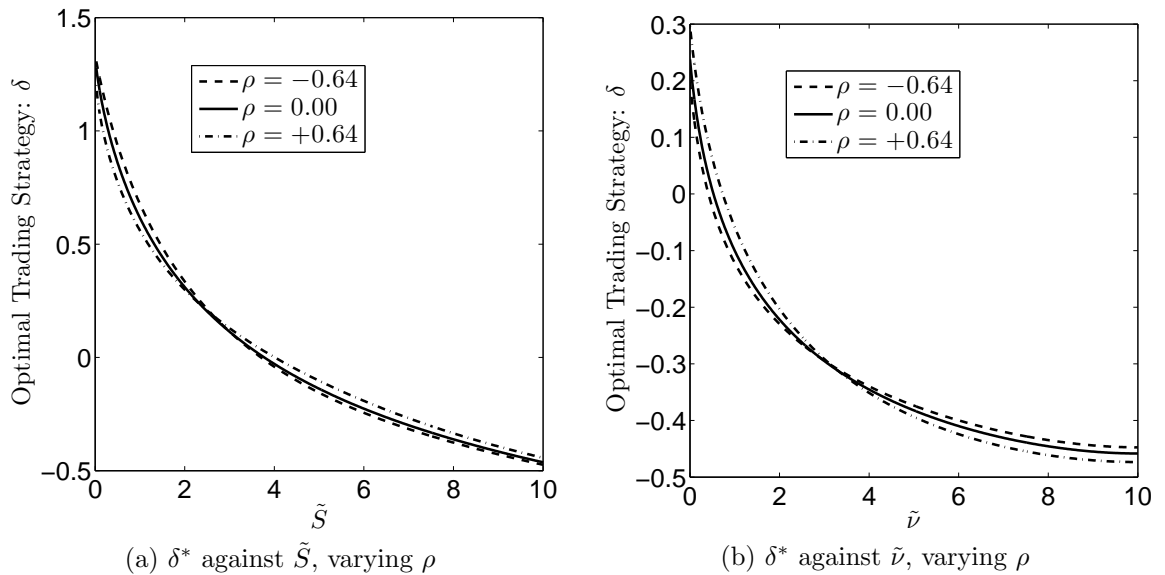 Optimal Trading Strategy: δ
1.5
1
0.5
0
−0.5
ρ = −0.64
ρ = 0.00
ρ = +0.64
0 2 4 6 8 10
S̃
(a) δ* against S̃, varying ρ
Optimal Trading Strategy: δ
0.3
0.2
0.1
0
−0.1
−0.2
−0.3
−0.4
−0.5
ρ = −0.64
ρ = 0.00
ρ = +0.64
0 2 4 6 8 10
ν̃
(b) δ* against ν̃, varying ρ